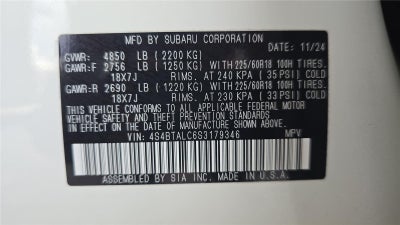 MFD BY SUBARU CORPORATION DATE: 11/24
GVWR: 4850 LB (2200 KG)
GAWR:F 2756 LB (1250 KG) WITH 225/60R18 100H TIRES,
18X7J RIMS, AT 240 KPA (35 PSI) COLD
GAWR:R 2690 LB (1220 KG) WITH 225/60R18 100H TIRES,
18X7J RIMS, AT 230 KPA (33 PSI) COLD
THIS VEHICLE CONFORMS TO ALL APPLICABLE FEDERAL MOTOR
VEHICLE SAFETY AND THEFT PREVENTION STANDARDS IN EFFECT
ON THE DATE OF MANUFACTURE SHOWN ABOVE.
VIN: 4S4BTALC6S3179346 MPV
ASSEMBLED BY SIA INC. MADE IN U.S.A.